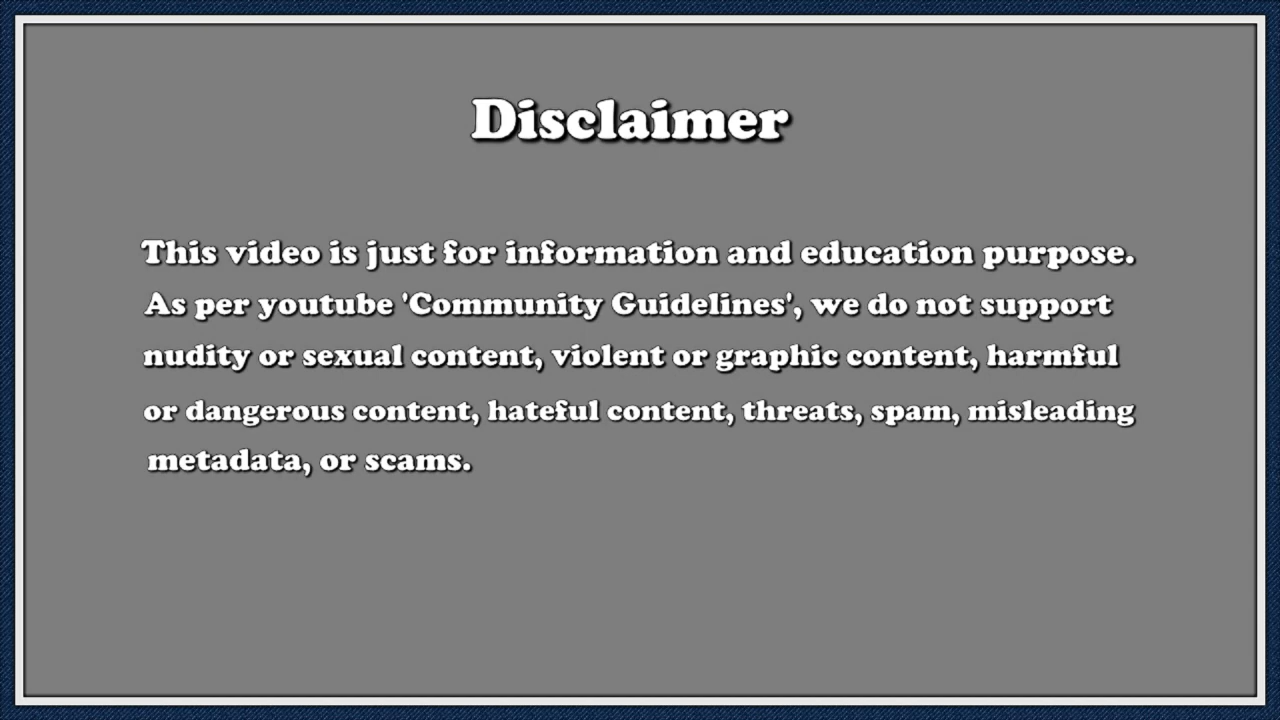 Disclaimer
This video is just for information and education purpose.
As per youtube 'Community Guidelines', we do not support
nudity or sexual content, violent or graphic content, harmful
or dangerous content, hateful content, threats, spam, misleading
metadata, or scams.